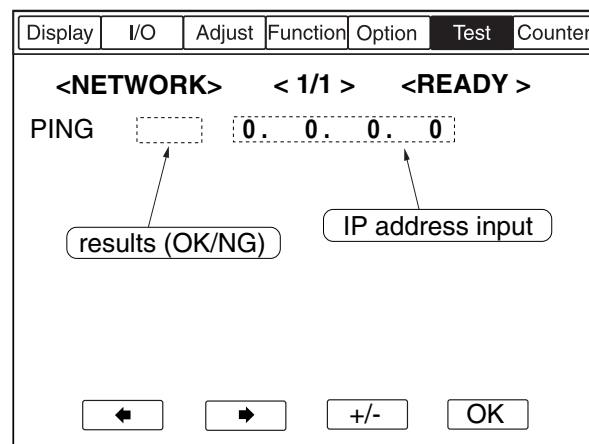 Display I/O Adjust Function Option Test Counter
<NETWORK> < 1/1 > <READY >
PING 0. 0. 0. 0
results (OK/NG) IP address input
+/- OK